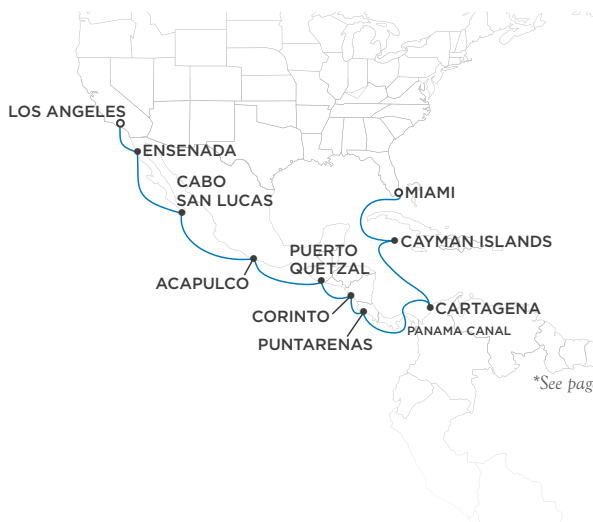 LOS ANGELES
ENSENADA
CABO
SAN LUCAS
MIAMI
CAYMAN ISLANDS
PUERTO
QUETZAL
ACAPULCO
CORINTO
CARTAGENA
PANAMA CANAL
PUNTARENAS
*See pag